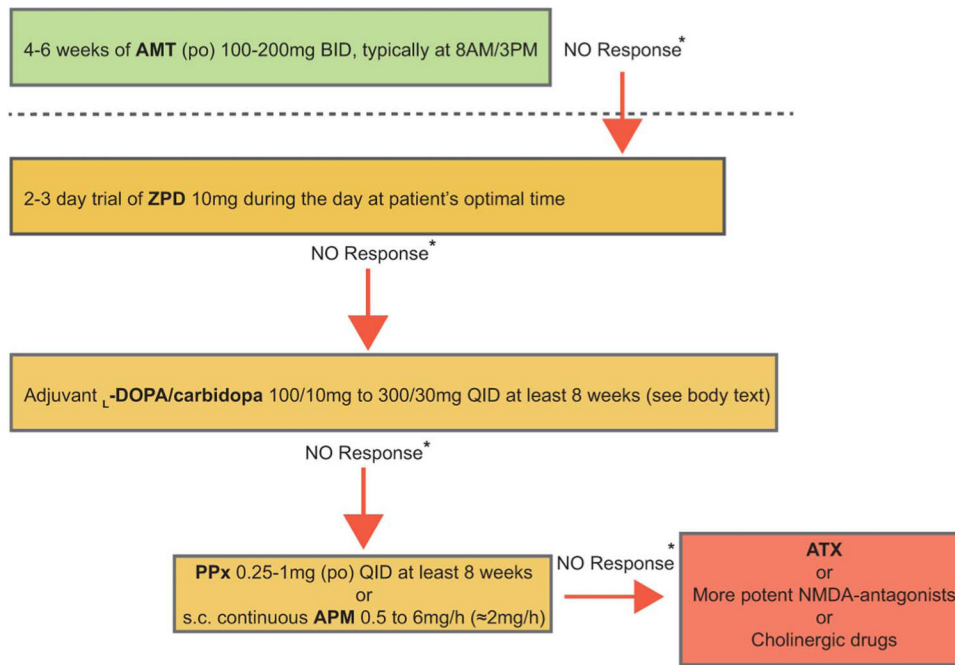 4-6 weeks of AMT (po) 100-200mg BID, typically at 8AM/3PM
NO Response*
2-3 day trial of ZPD 10mg during the day at patient's optimal time
NO Response*
Adjuvant L-DOPA/carbidopa 100/10mg to 300/30mg QID at least 8 weeks (see body text)
NO Response*
PPx 0.25-1mg (po) QID at least 8 weeks
or
s.c. continuous APM 0.5 to 6mg/h (≈2mg/h)
NO Response*
ATX
or
More potent NMDA-antagonists
or
Cholinergic drugs